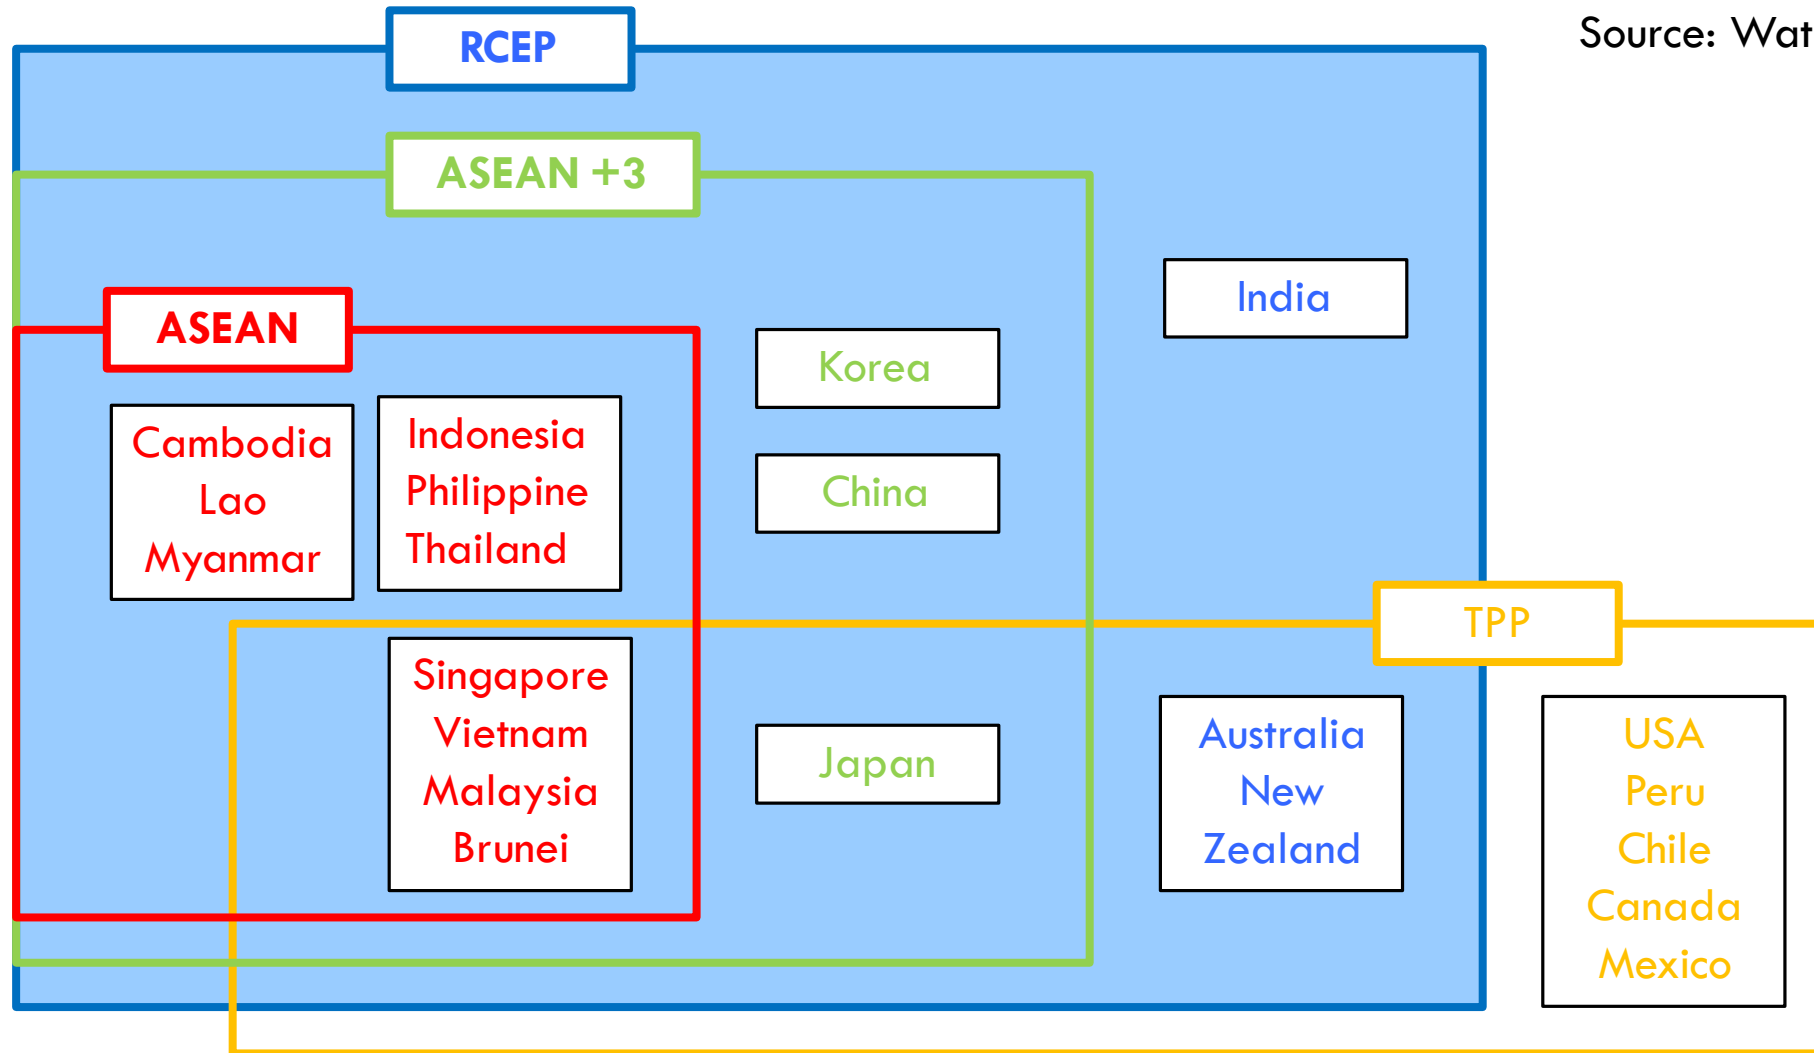 RCEP
Source: Wat
ASEAN +3
ASEAN
India
Korea
China
Cambodia
Lao
Myanmar
Indonesia
Philippine
Thailand
TPP
Singapore
Vietnam
Malaysia
Brunei
Japan
Australia
New
Zealand
USA
Peru
Chile
Canada
Mexico